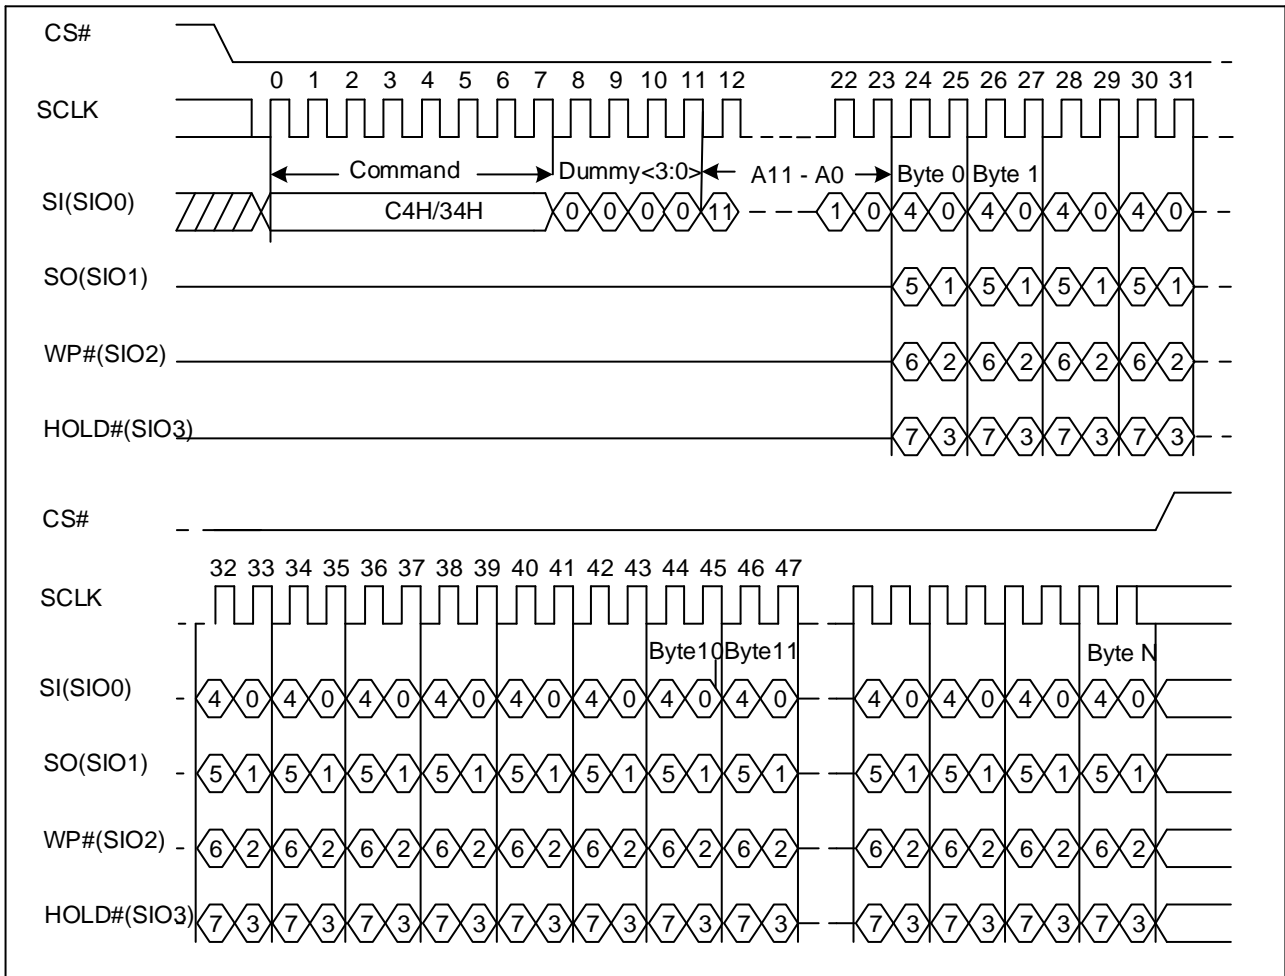 CS#
0 1 2 3 4 5 6 7 8 9 10 11 12 22 23 24 25 26 27 28 29 30 31
SCLK
Command Dummy<3:0> A11 - A0 Byte 0 Byte 1
SI(SIO0) C4H/34H 0 0 0 0 11 1 0 4 0 4 0 4 0 4 0
SO(SIO1) 5 1 5 1 5 1 5 1
WP#(SIO2) 6 2 6 2 6 2 6 2
HOLD#(SIO3) 7 3 7 3 7 3 7 3
CS#
32 33 34 35 36 37 38 39 40 41 42 43 44 45 46 47
SCLK
Byte10 Byte11 Byte N
SI(SIO0) 4 0 4 0 4 0 4 0 4 0 4 0 4 0 4 0 4 0 4 0 4 0 4 0
SO(SIO1) 5 1 5 1 5 1 5 1 5 1 5 1 5 1 5 1 5 1 5 1 5 1 5 1
WP#(SIO2) 6 2 6 2 6 2 6 2 6 2 6 2 6 2 6 2 6 2 6 2 6 2 6 2
HOLD#(SIO3) 7 3 7 3 7 3 7 3 7 3 7 3 7 3 7 3 7 3 7 3 7 3 7 3